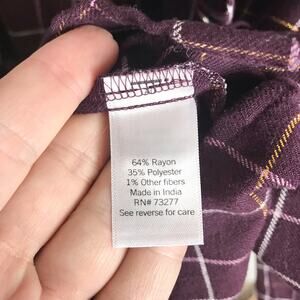 64% Rayon
35% Polyester
1% Other fibers
Made in India
RN# 73277
See reverse for care